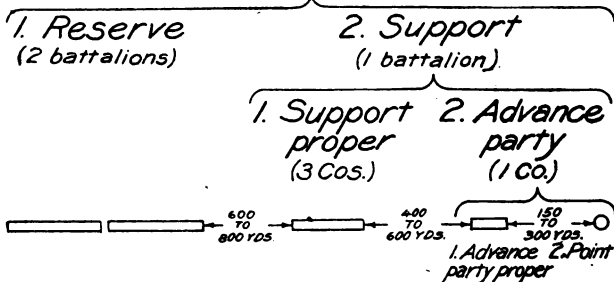 1. Reserve 2. Support
(2 battalions) (1 battalion)
1. Support 2. Advance
proper party
(3 Cos.) (1 Co.)
600 400 150
TO TO TO
800 YDS. 600 YDS. 300 YDS.
1. Advance 2. Point
party proper